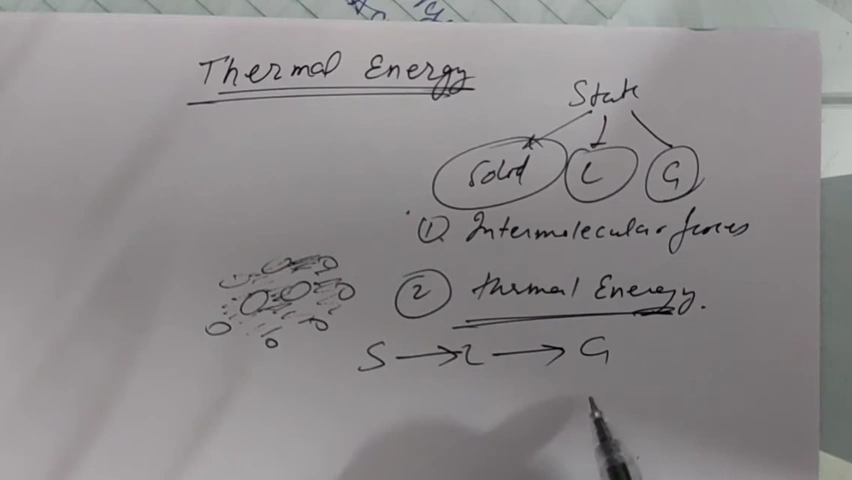 Thermal Energy
State
Solid L G
① Intermolecular forces
② Thermal Energy.
S → L → G